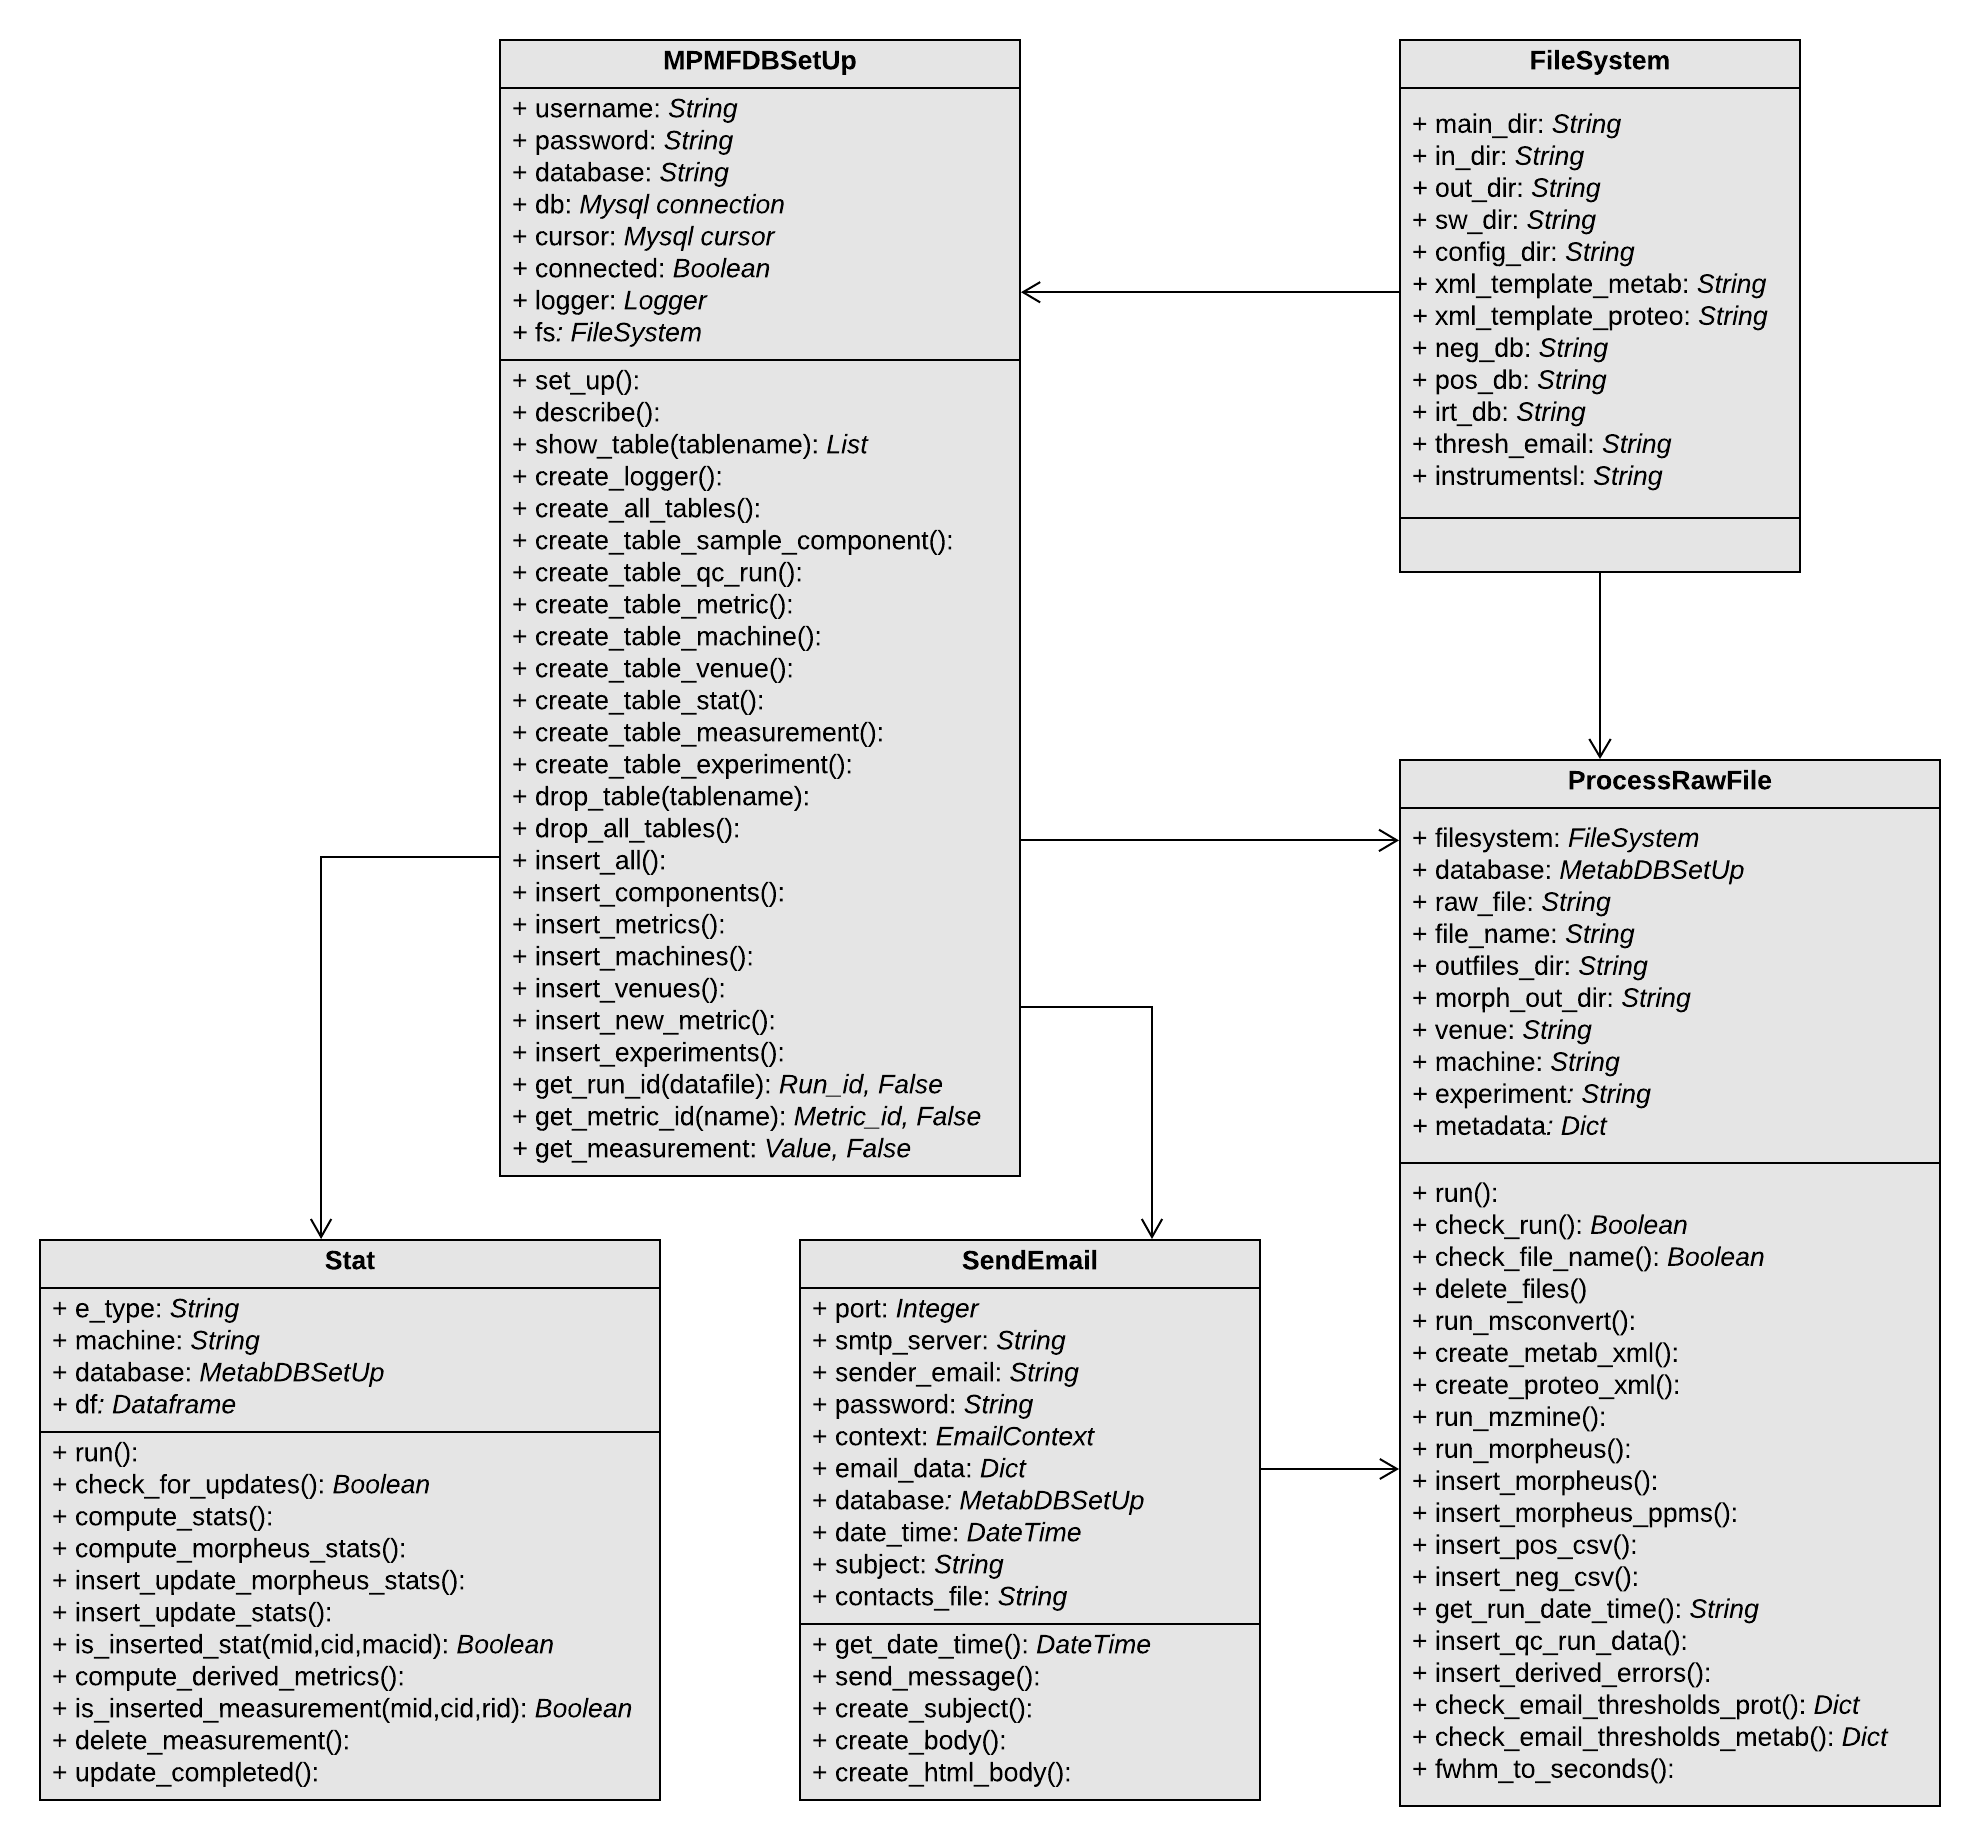 MPMFDBSetUp
+ username: String
+ password: String
+ database: String
+ db: Mysql connection
+ cursor: Mysql cursor
+ connected: Boolean
+ logger: Logger
+ fs: FileSystem
+ set_up():
+ describe():
+ show_table(tablename): List
+ create_logger():
+ create_all_tables():
+ create_table_sample_component():
+ create_table_qc_run():
+ create_table_metric():
+ create_table_machine():
+ create_table_venue():
+ create_table_stat():
+ create_table_measurement():
+ create_table_experiment():
+ drop_table(tablename):
+ drop_all_tables():
+ insert_all():
+ insert_components():
+ insert_metrics():
+ insert_machines():
+ insert_venues():
+ insert_new_metric():
+ insert_experiments():
+ get_run_id(datafile): Run_id, False
+ get_metric_id(name): Metric_id, False
+ get_measurement: Value, False
FileSystem
+ main_dir: String
+ in_dir: String
+ out_dir: String
+ sw_dir: String
+ config_dir: String
+ xml_template_metab: String
+ xml_template_proteo: String
+ neg_db: String
+ pos_db: String
+ irt_db: String
+ thresh_email: String
+ instrumentsl: String
ProcessRawFile
+ filesystem: FileSystem
+ database: MetabDBSetUp
+ raw_file: String
+ file_name: String
+ outfiles_dir: String
+ morph_out_dir: String
+ venue: String
+ machine: String
+ experiment: String
+ metadata: Dict
+ run():
+ check_run(): Boolean
+ check_file_name(): Boolean
+ delete_files()
+ run_msconvert():
+ create_metab_xml():
+ create_proteo_xml():
+ run_mzmine():
+ run_morpheus():
+ insert_morpheus():
+ insert_morpheus_ppms():
+ insert_pos_csv():
+ insert_neg_csv():
+ get_run_date_time(): String
+ insert_qc_run_data():
+ insert_derived_errors():
+ check_email_thresholds_prot(): Dict
+ check_email_thresholds_metab(): Dict
+ fwhm_to_seconds():
Stat
+ e_type: String
+ machine: String
+ database: MetabDBSetUp
+ df: Dataframe
+ run():
+ check_for_updates(): Boolean
+ compute_stats():
+ compute_morpheus_stats():
+ insert_update_morpheus_stats():
+ insert_update_stats():
+ is_inserted_stat(mid,cid,macid): Boolean
+ compute_derived_metrics():
+ is_inserted_measurement(mid,cid,rid): Boolean
+ delete_measurement():
+ update_completed():
SendEmail
+ port: Integer
+ smtp_server: String
+ sender_email: String
+ password: String
+ context: EmailContext
+ email_data: Dict
+ database: MetabDBSetUp
+ date_time: DateTime
+ subject: String
+ contacts_file: String
+ get_date_time(): DateTime
+ send_message():
+ create_subject():
+ create_body():
+ create_html_body():